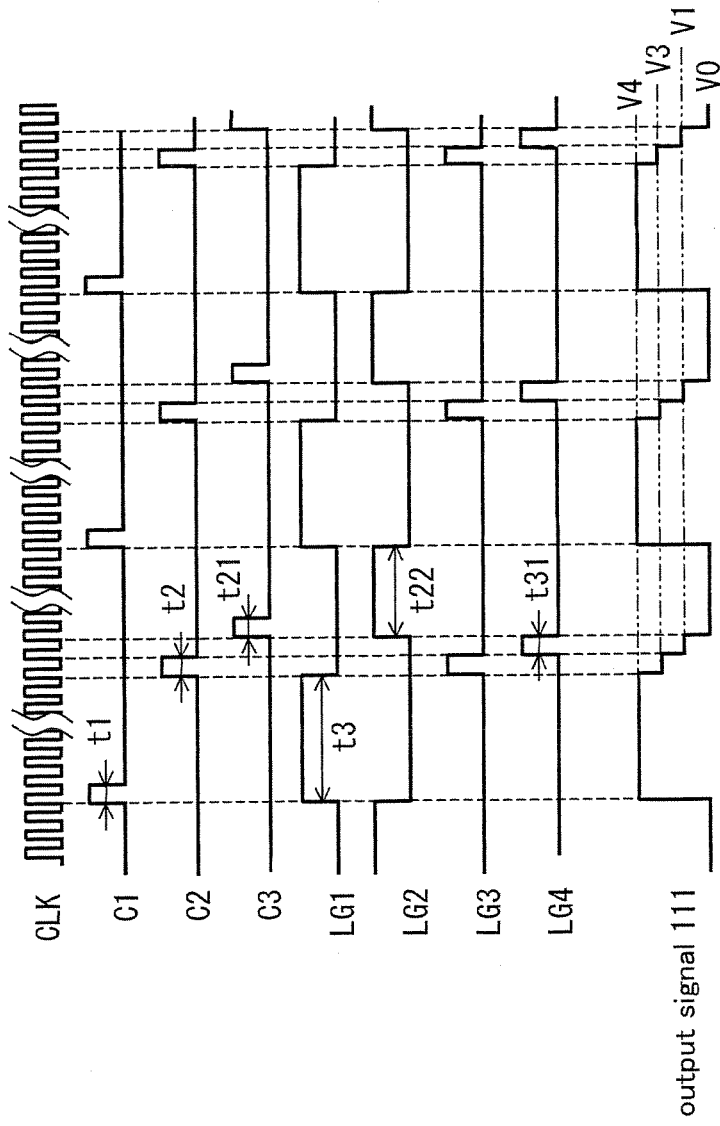 CLK
C1
t1
C2
t2
C3
t21
LG1
t3
LG2
t22
LG3
LG4
t31
output signal 111
V4
V3
V1
V0